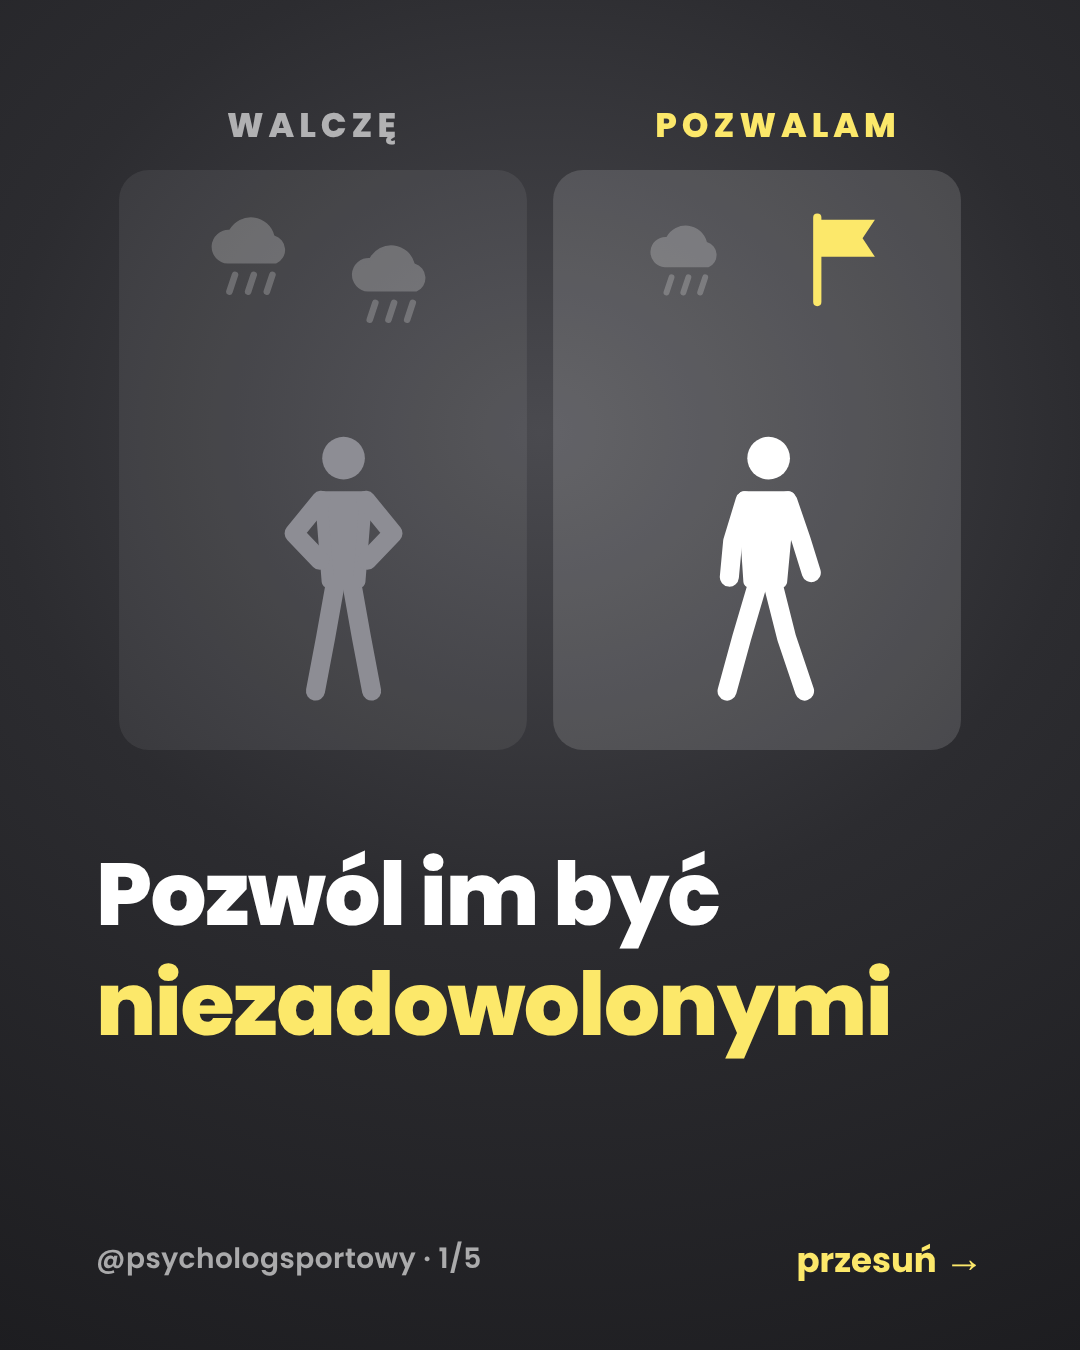 WALCZĘ
POZWALAM
Pozwól im być
niezadowolonymi
@psychologsportowy · 1/5
przesuń →